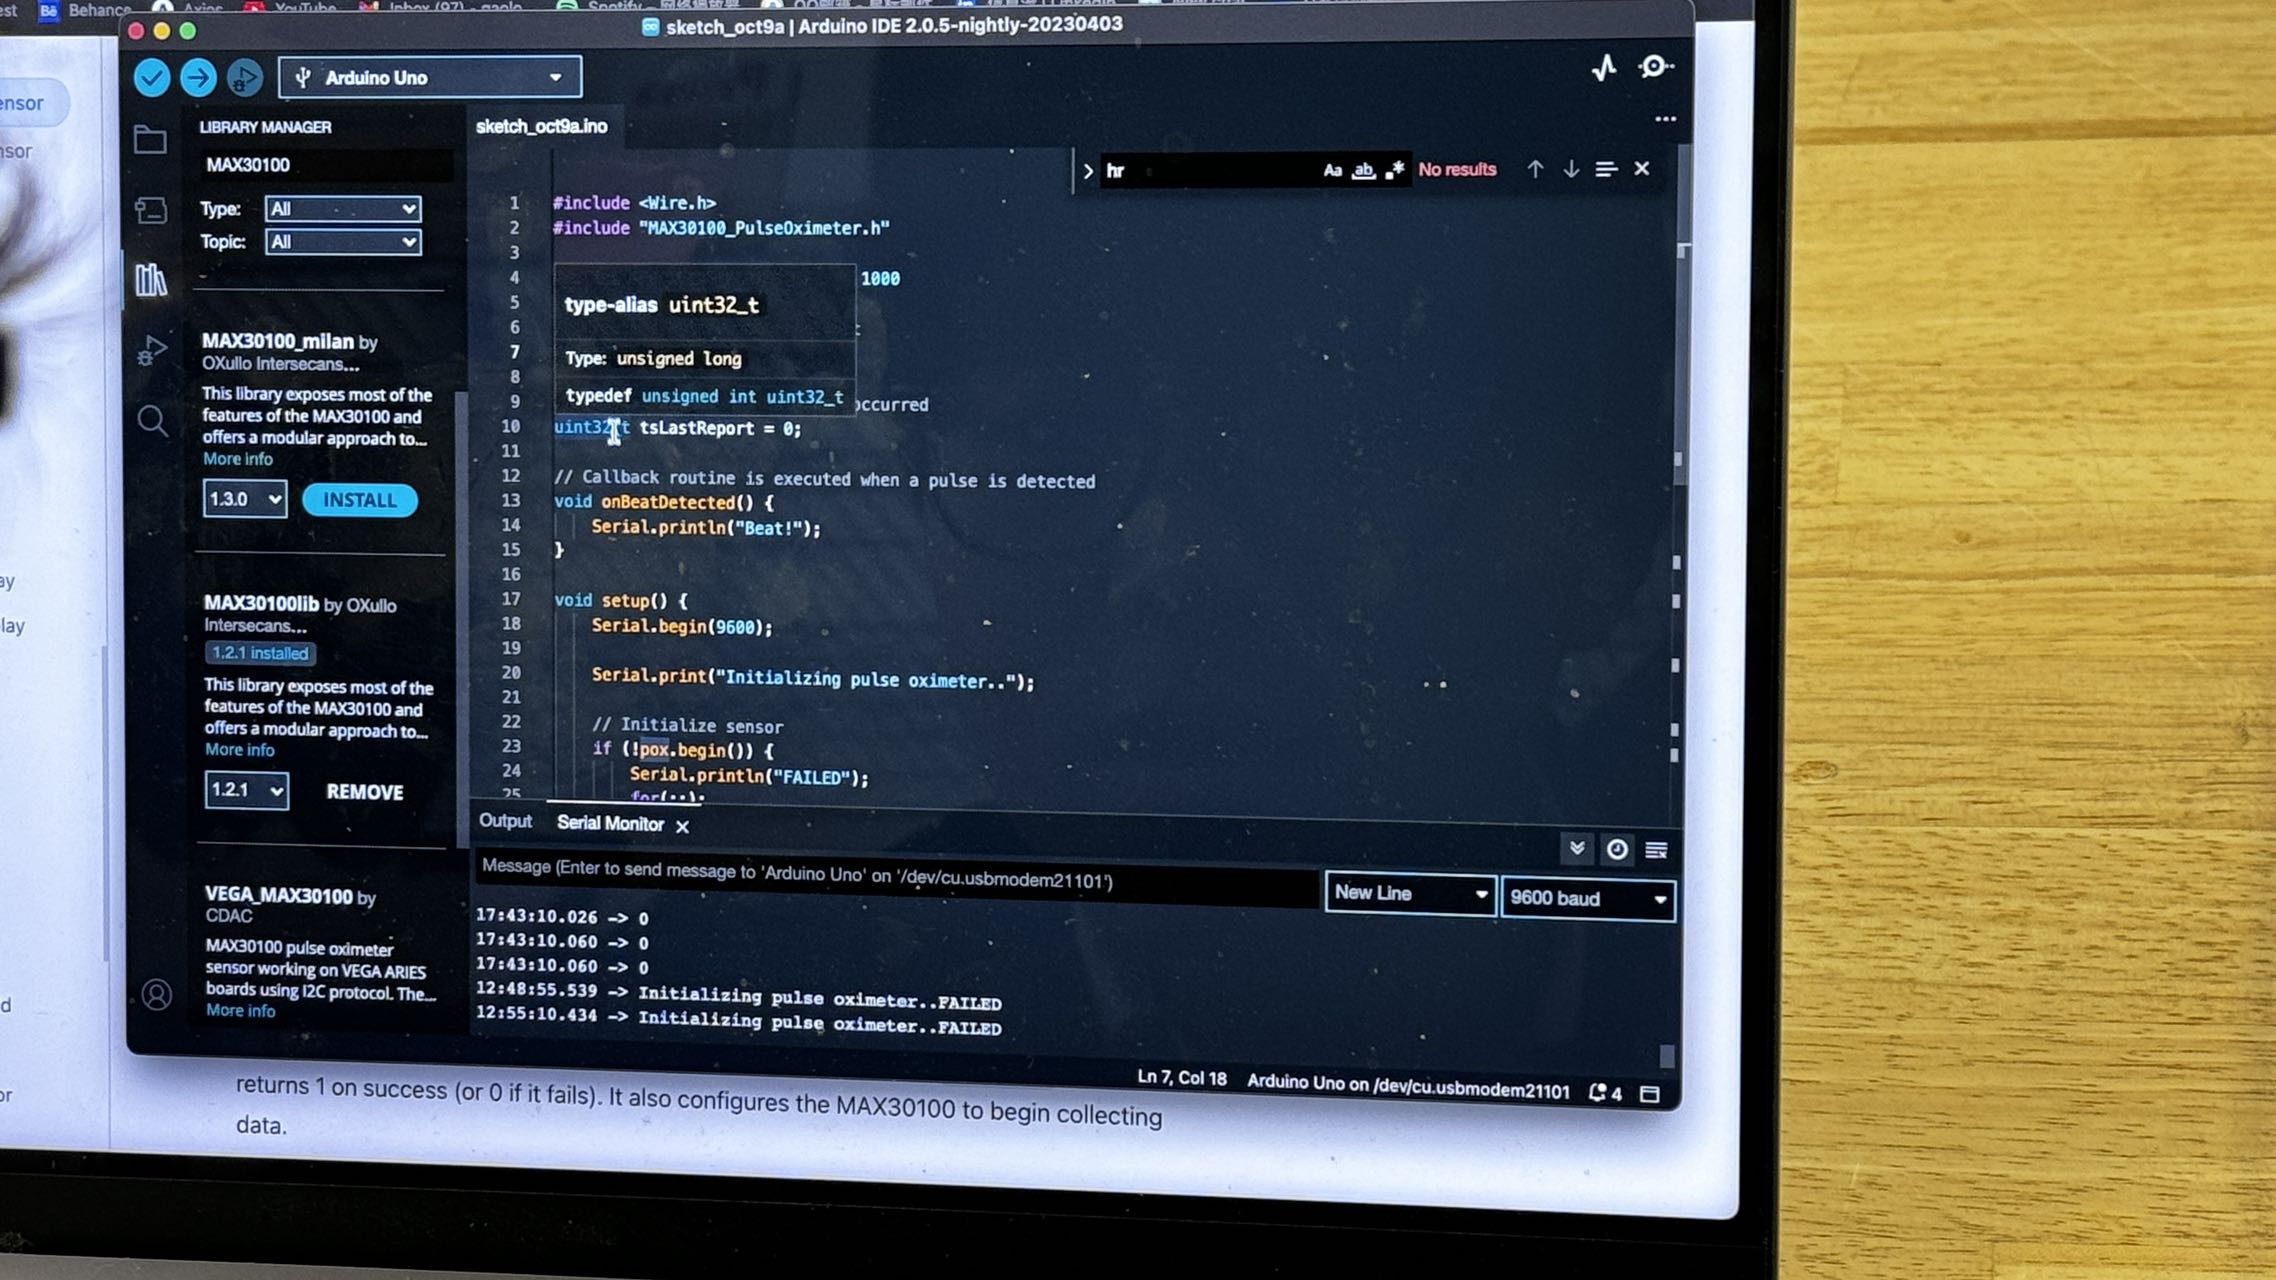 Behance
YouTube
sketch_oct9a | Arduino IDE 2.0.5-nightly-20230403
Arduino Uno
ensor
nsor
LIBRARY MANAGER
sketch_oct9a.ino
MAX30100
hr
Aa ab .* No results
Type: All
Topic: All
1 #include <Wire.h>
2 #include "MAX30100_PulseOximeter.h"
3
4 1000
5
6
7
8
9 occurred
type-alias uint32_t
Type: unsigned long
typedef unsigned int uint32_t
10 uint32_t tsLastReport = 0;
11
12 // Callback routine is executed when a pulse is detected
13 void onBeatDetected() {
14 Serial.println("Beat!");
15 }
16
17 void setup() {
18 Serial.begin(9600);
19
20 Serial.print("Initializing pulse oximeter..");
21
22 // Initialize sensor
23 if (!pox.begin()) {
24 Serial.println("FAILED");
25 for(;;);
MAX30100_milan by
OXullo Intersecans...
This library exposes most of the
features of the MAX30100 and
offers a modular approach to...
More info
1.3.0 INSTALL
MAX30100lib by OXullo
Intersecans...
1.2.1 installed
This library exposes most of the
features of the MAX30100 and
offers a modular approach to...
More info
1.2.1 REMOVE
VEGA_MAX30100 by
CDAC
MAX30100 pulse oximeter
sensor working on VEGA ARIES
boards using I2C protocol. The...
More info
Output Serial Monitor
Message (Enter to send message to 'Arduino Uno' on '/dev/cu.usbmodem21101')
New Line 9600 baud
17:43:10.026 -> 0
17:43:10.060 -> 0
17:43:10.060 -> 0
12:48:55.539 -> Initializing pulse oximeter..FAILED
12:55:10.434 -> Initializing pulse oximeter..FAILED
Ln 7, Col 18 Arduino Uno on /dev/cu.usbmodem21101 4
ay
lay
d
or
returns 1 on success (or 0 if it fails). It also configures the MAX30100 to begin collecting
data.